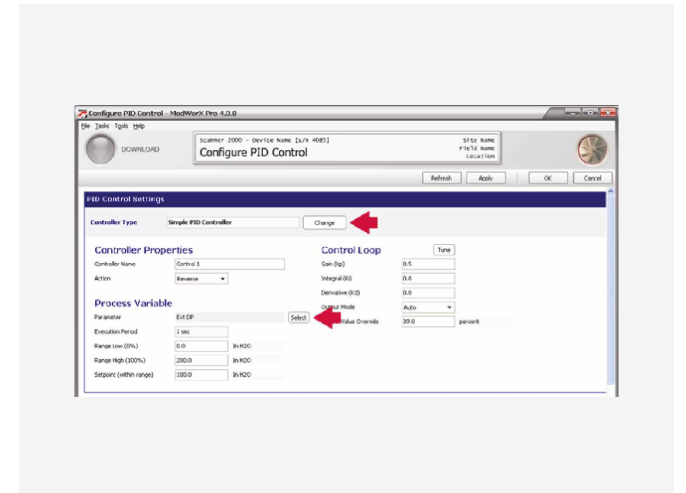 Configure PID Control - ModWorX Pro 4.0.0
File Tasks Tools Help
DOWNLOAD
Scanner 2000 - Device Name [s/n 4085]
Configure PID Control
Site Name
Field Name
Location
Refresh Apply OK Cancel
PID Control Settings
Controller Type Simple PID Controller Change
Controller Properties
Controller Name Control 1
Action Reverse
Process Variable
Parameter Ext DP Select
Execution Period 1 sec
Range Low (0%) 0.0 In H2O
Range High (100%) 200.0 In H2O
Setpoint (within range) 100.0 In H2O
Control Loop Tune
Gain (Kp) 0.5
Integral (Ki) 0.0
Derivative (Kd) 0.0
Output Mode Auto
Value Override 39.0 percent